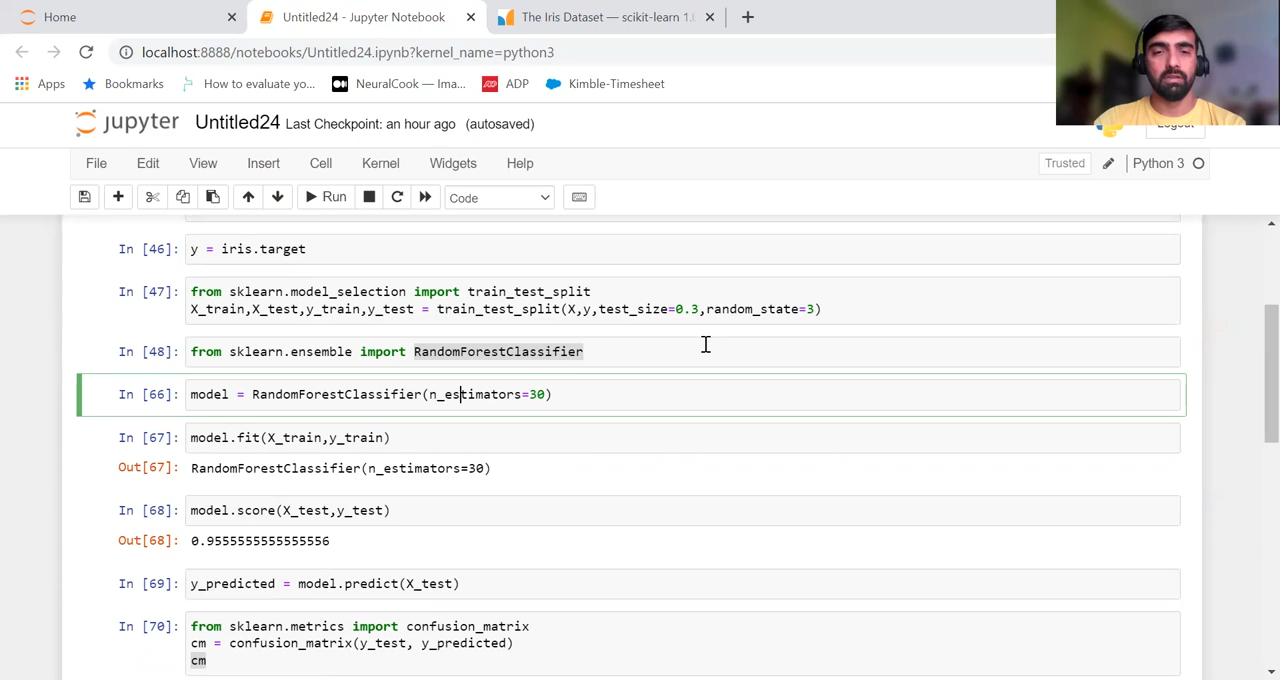 Home
Untitled24 - Jupyter Notebook
The Iris Dataset — scikit-learn 1.0
localhost:8888/notebooks/Untitled24.ipynb?kernel_name=python3
Apps Bookmarks How to evaluate yo... NeuralCook — Ima... ADP Kimble-Timesheet
jupyter Untitled24 Last Checkpoint: an hour ago (autosaved)
Logout
File Edit View Insert Cell Kernel Widgets Help Trusted Python 3
Run Code
In [46]: y = iris.target
In [47]: from sklearn.model_selection import train_test_split
X_train,X_test,y_train,y_test = train_test_split(X,y,test_size=0.3,random_state=3)
In [48]: from sklearn.ensemble import RandomForestClassifier
In [66]: model = RandomForestClassifier(n_estimators=30)
In [67]: model.fit(X_train,y_train)
Out[67]: RandomForestClassifier(n_estimators=30)
In [68]: model.score(X_test,y_test)
Out[68]: 0.9555555555555556
In [69]: y_predicted = model.predict(X_test)
In [70]: from sklearn.metrics import confusion_matrix
cm = confusion_matrix(y_test, y_predicted)
cm